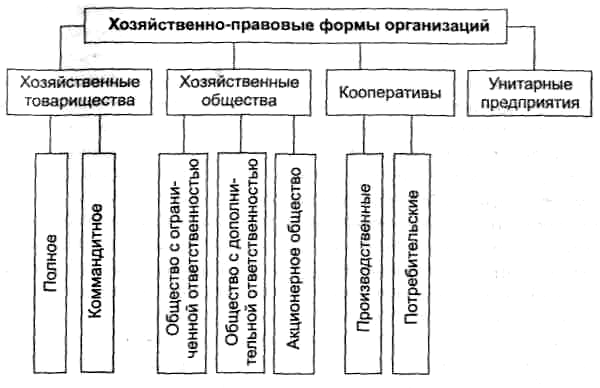 Хозяйственно-правовые формы организаций
Хозяйственные
товарищества
Хозяйственные
общества
Кооперативы
Унитарные
предприятия
Полное
Коммандитное
Общество с ограни-
ченной ответственностью
Общество с дополни-
тельной ответственностью
Акционерное общество
Производственные
Потребительские